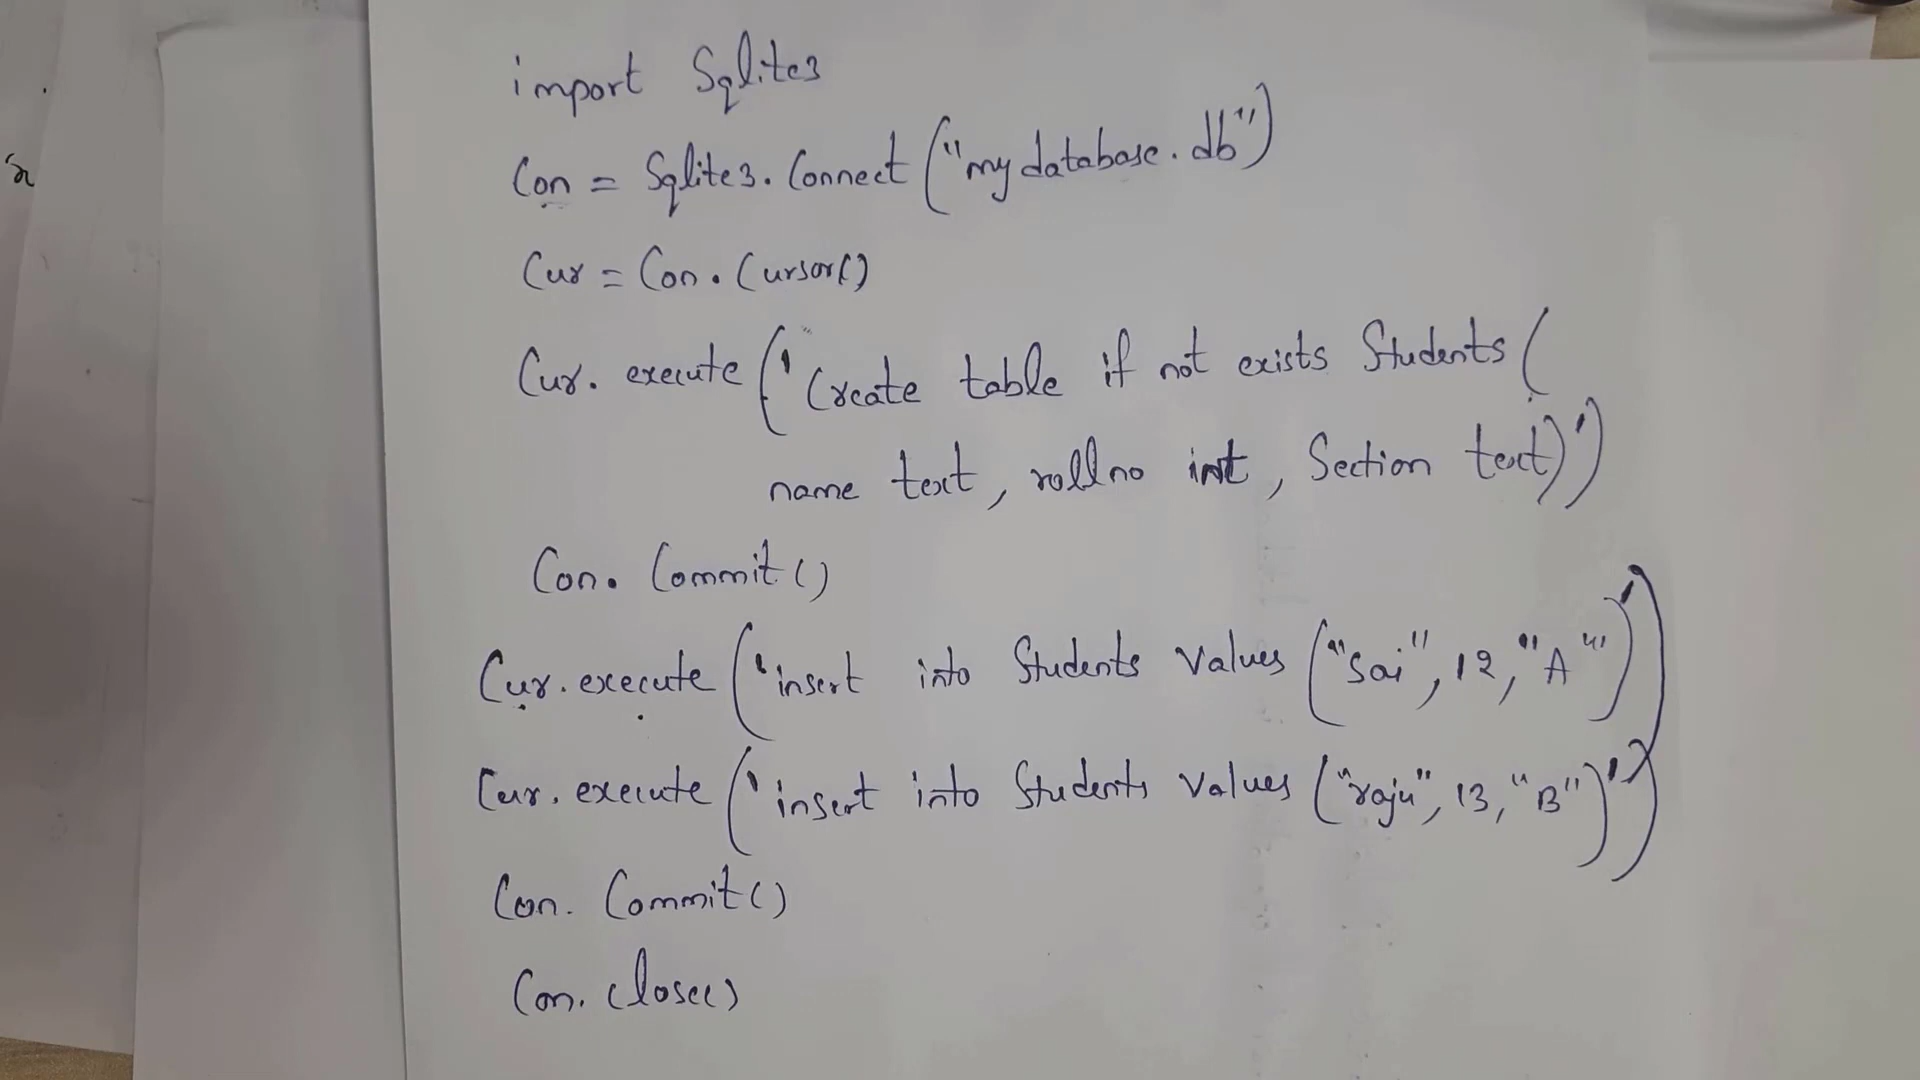 import Sqlite3
Con = Sqlite3.Connect("mydatabase.db")
Cur = Con.Cursor()
Cur.execute('Create table if not exists Students(
name text, rollno int, Section text)')
Con.Commit()
Cur.execute('insert into Students Values ("Sai", 12, "A")')
Cur.execute('insert into Students Values ("raju", 13, "B")')
Con.Commit()
Con.close()